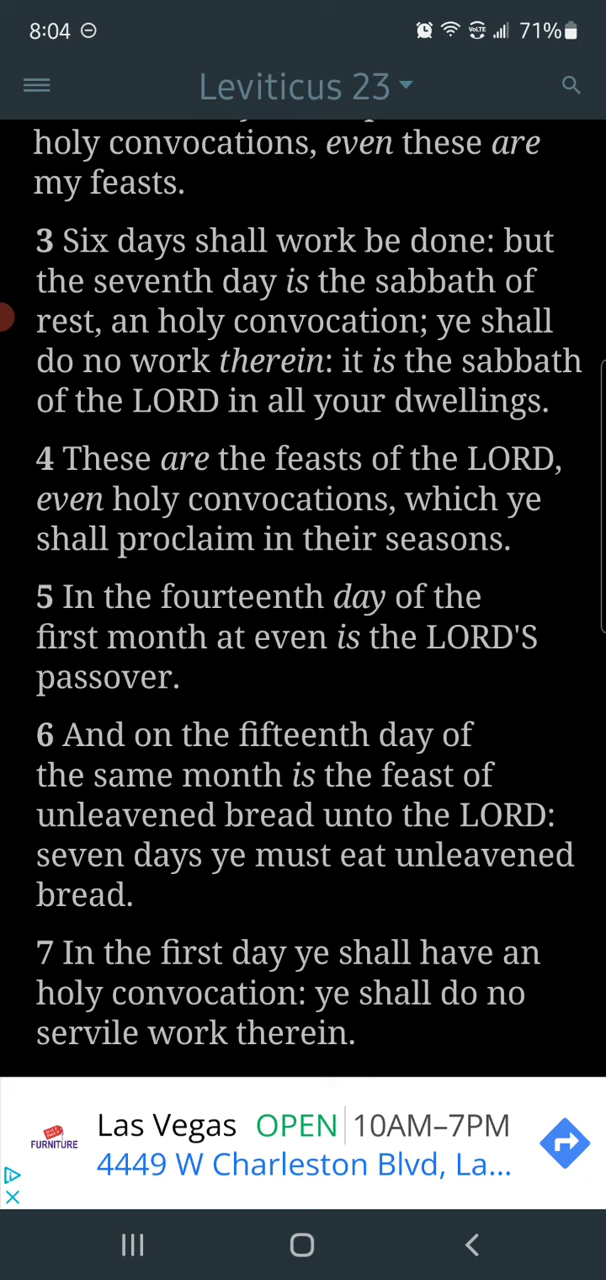 8:04
VoLTE
71%
Leviticus 23
holy convocations, even these are
my feasts.
3 Six days shall work be done: but
the seventh day is the sabbath of
rest, an holy convocation; ye shall
do no work therein: it is the sabbath
of the LORD in all your dwellings.
4 These are the feasts of the LORD,
even holy convocations, which ye
shall proclaim in their seasons.
5 In the fourteenth day of the
first month at even is the LORD'S
passover.
6 And on the fifteenth day of
the same month is the feast of
unleavened bread unto the LORD:
seven days ye must eat unleavened
bread.
7 In the first day ye shall have an
holy convocation: ye shall do no
servile work therein.
Las Vegas OPEN 10AM–7PM
FURNITURE
4449 W Charleston Blvd, La...